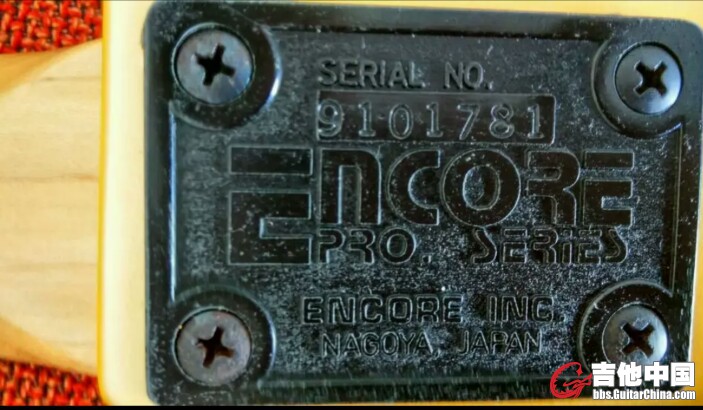 SERIAL NO.
9101781
ENCORE
PRO. SERIES
ENCORE INC.
NAGOYA, JAPAN
吉他中国
bbs.GuitarChina.com